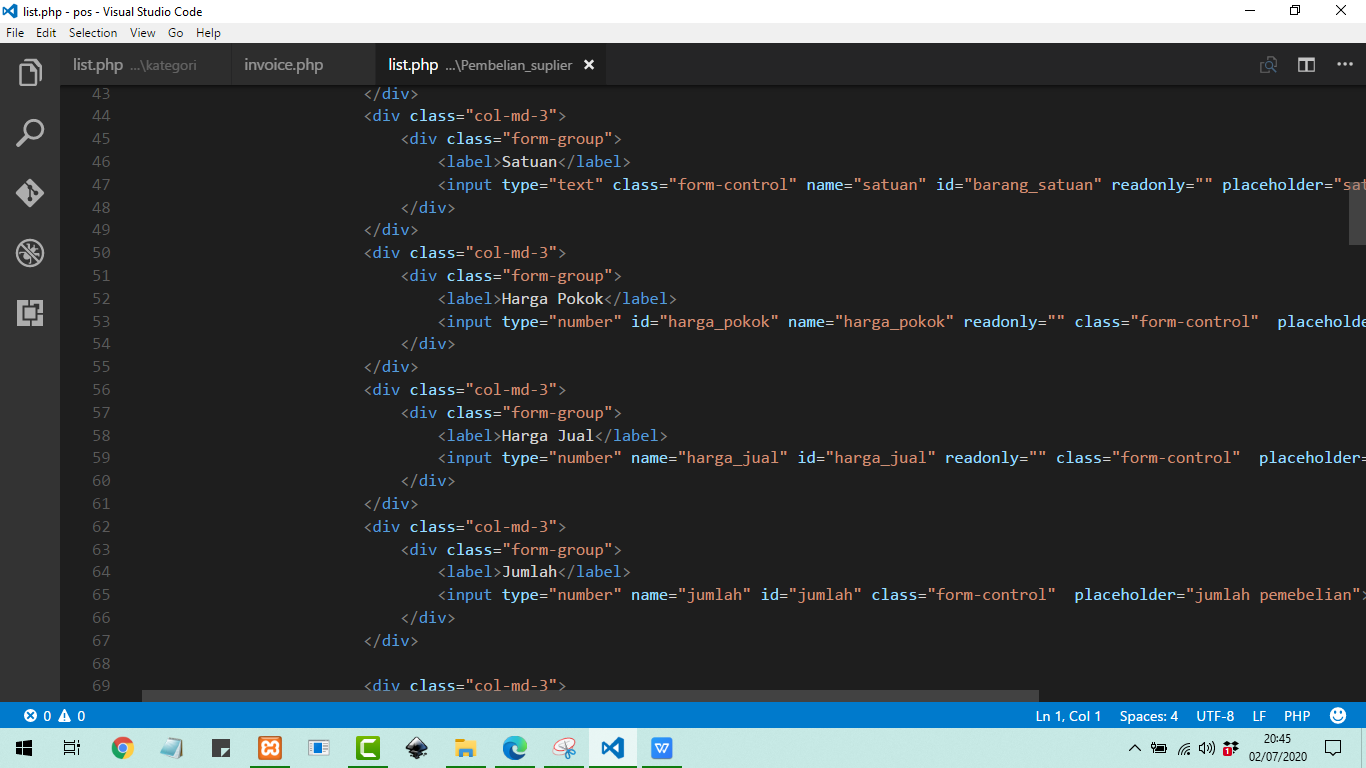 list.php - pos - Visual Studio Code
File Edit Selection View Go Help
list.php ...\kategori invoice.php list.php ...\Pembelian_suplier
43 </div>
44 <div class="col-md-3">
45 <div class="form-group">
46 <label>Satuan</label>
47 <input type="text" class="form-control" name="satuan" id="barang_satuan" readonly="" placeholder="sat
48 </div>
49 </div>
50 <div class="col-md-3">
51 <div class="form-group">
52 <label>Harga Pokok</label>
53 <input type="number" id="harga_pokok" name="harga_pokok" readonly="" class="form-control"  placeholde
54 </div>
55 </div>
56 <div class="col-md-3">
57 <div class="form-group">
58 <label>Harga Jual</label>
59 <input type="number" name="harga_jual" id="harga_jual" readonly="" class="form-control"  placeholder=
60 </div>
61 </div>
62 <div class="col-md-3">
63 <div class="form-group">
64 <label>Jumlah</label>
65 <input type="number" name="jumlah" id="jumlah" class="form-control"  placeholder="jumlah pemebelian">
66 </div>
67 </div>
68
69 <div class="col-md-3">
0 0 Ln 1, Col 1 Spaces: 4 UTF-8 LF PHP
20:45
02/07/2020